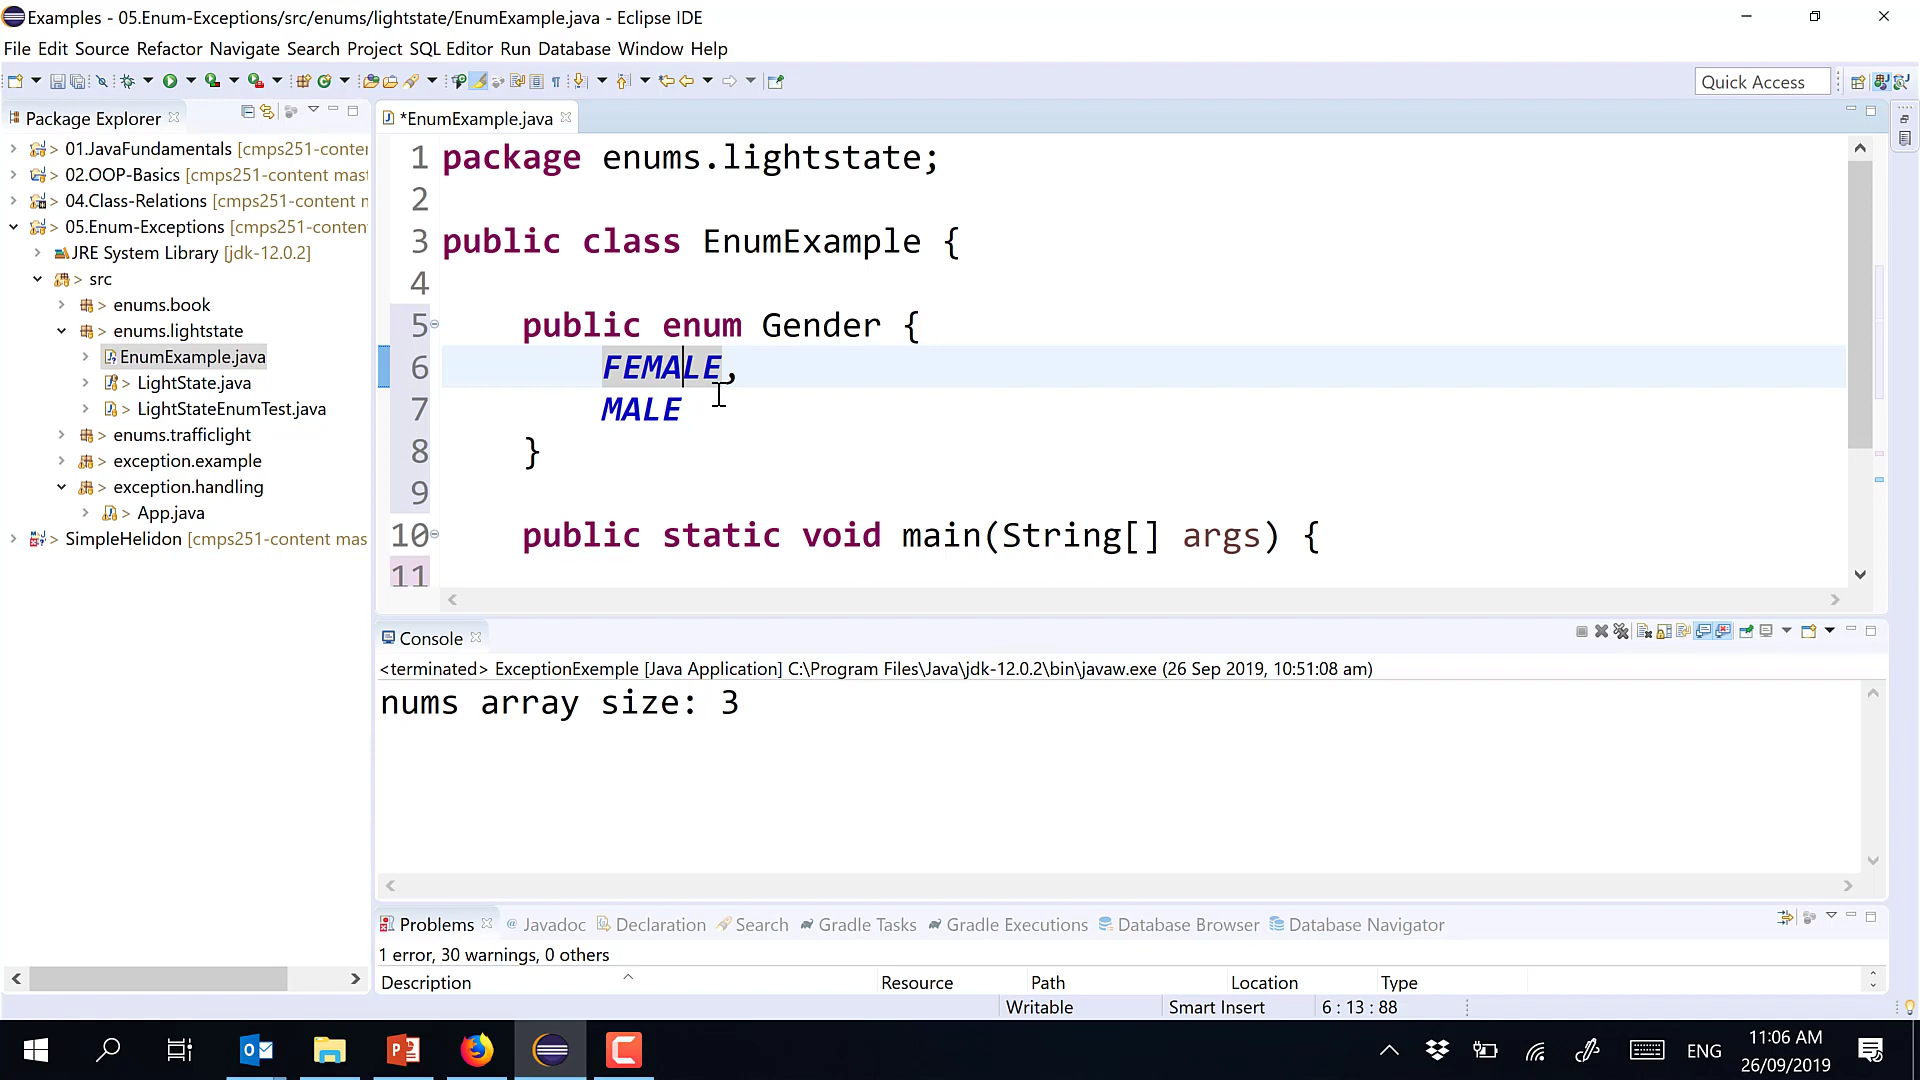 Examples - 05.Enum-Exceptions/src/enums/lightstate/EnumExample.java - Eclipse IDE
File Edit Source Refactor Navigate Search Project SQL Editor Run Database Window Help
Quick Access
Package Explorer
01.JavaFundamentals [cmps251-conter
02.OOP-Basics [cmps251-content mast
04.Class-Relations [cmps251-content n
05.Enum-Exceptions [cmps251-conten
JRE System Library [jdk-12.0.2]
src
enums.book
enums.lightstate
EnumExample.java
LightState.java
LightStateEnumTest.java
enums.trafficlight
exception.example
exception.handling
App.java
SimpleHelidon [cmps251-content mas
*EnumExample.java
1 package enums.lightstate;
2
3 public class EnumExample {
4
5 public enum Gender {
6 FEMALE,
7 MALE
8 }
9
10 public static void main(String[] args) {
11
Console
<terminated> ExceptionExemple [Java Application] C:\Program Files\Java\jdk-12.0.2\bin\javaw.exe (26 Sep 2019, 10:51:08 am)
nums array size: 3
Problems Javadoc Declaration Search Gradle Tasks Gradle Executions Database Browser Database Navigator
1 error, 30 warnings, 0 others
Description Resource Path Location Type
Writable Smart Insert 6 : 13 : 88
ENG
11:06 AM
26/09/2019